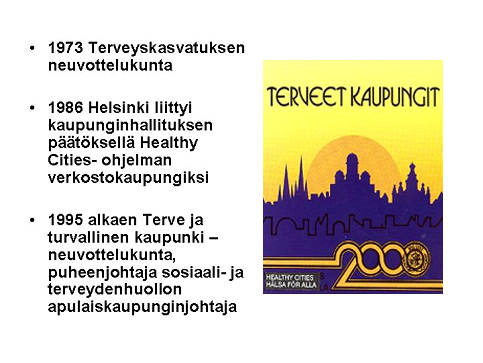 • 1973 Terveyskasvatuksen
neuvottelukunta
• 1986 Helsinki liittyi
kaupunginhallituksen
päätöksellä Healthy
Cities- ohjelman
verkostokaupungiksi
• 1995 alkaen Terve ja
turvallinen kaupunki –
neuvottelukunta,
puheenjohtaja sosiaali- ja
terveydenhuollon
apulaiskaupunginjohtaja
TERVEET KAUPUNGIT
2000
HEALTHY CITIES
HÄLSA FÖR ALLA